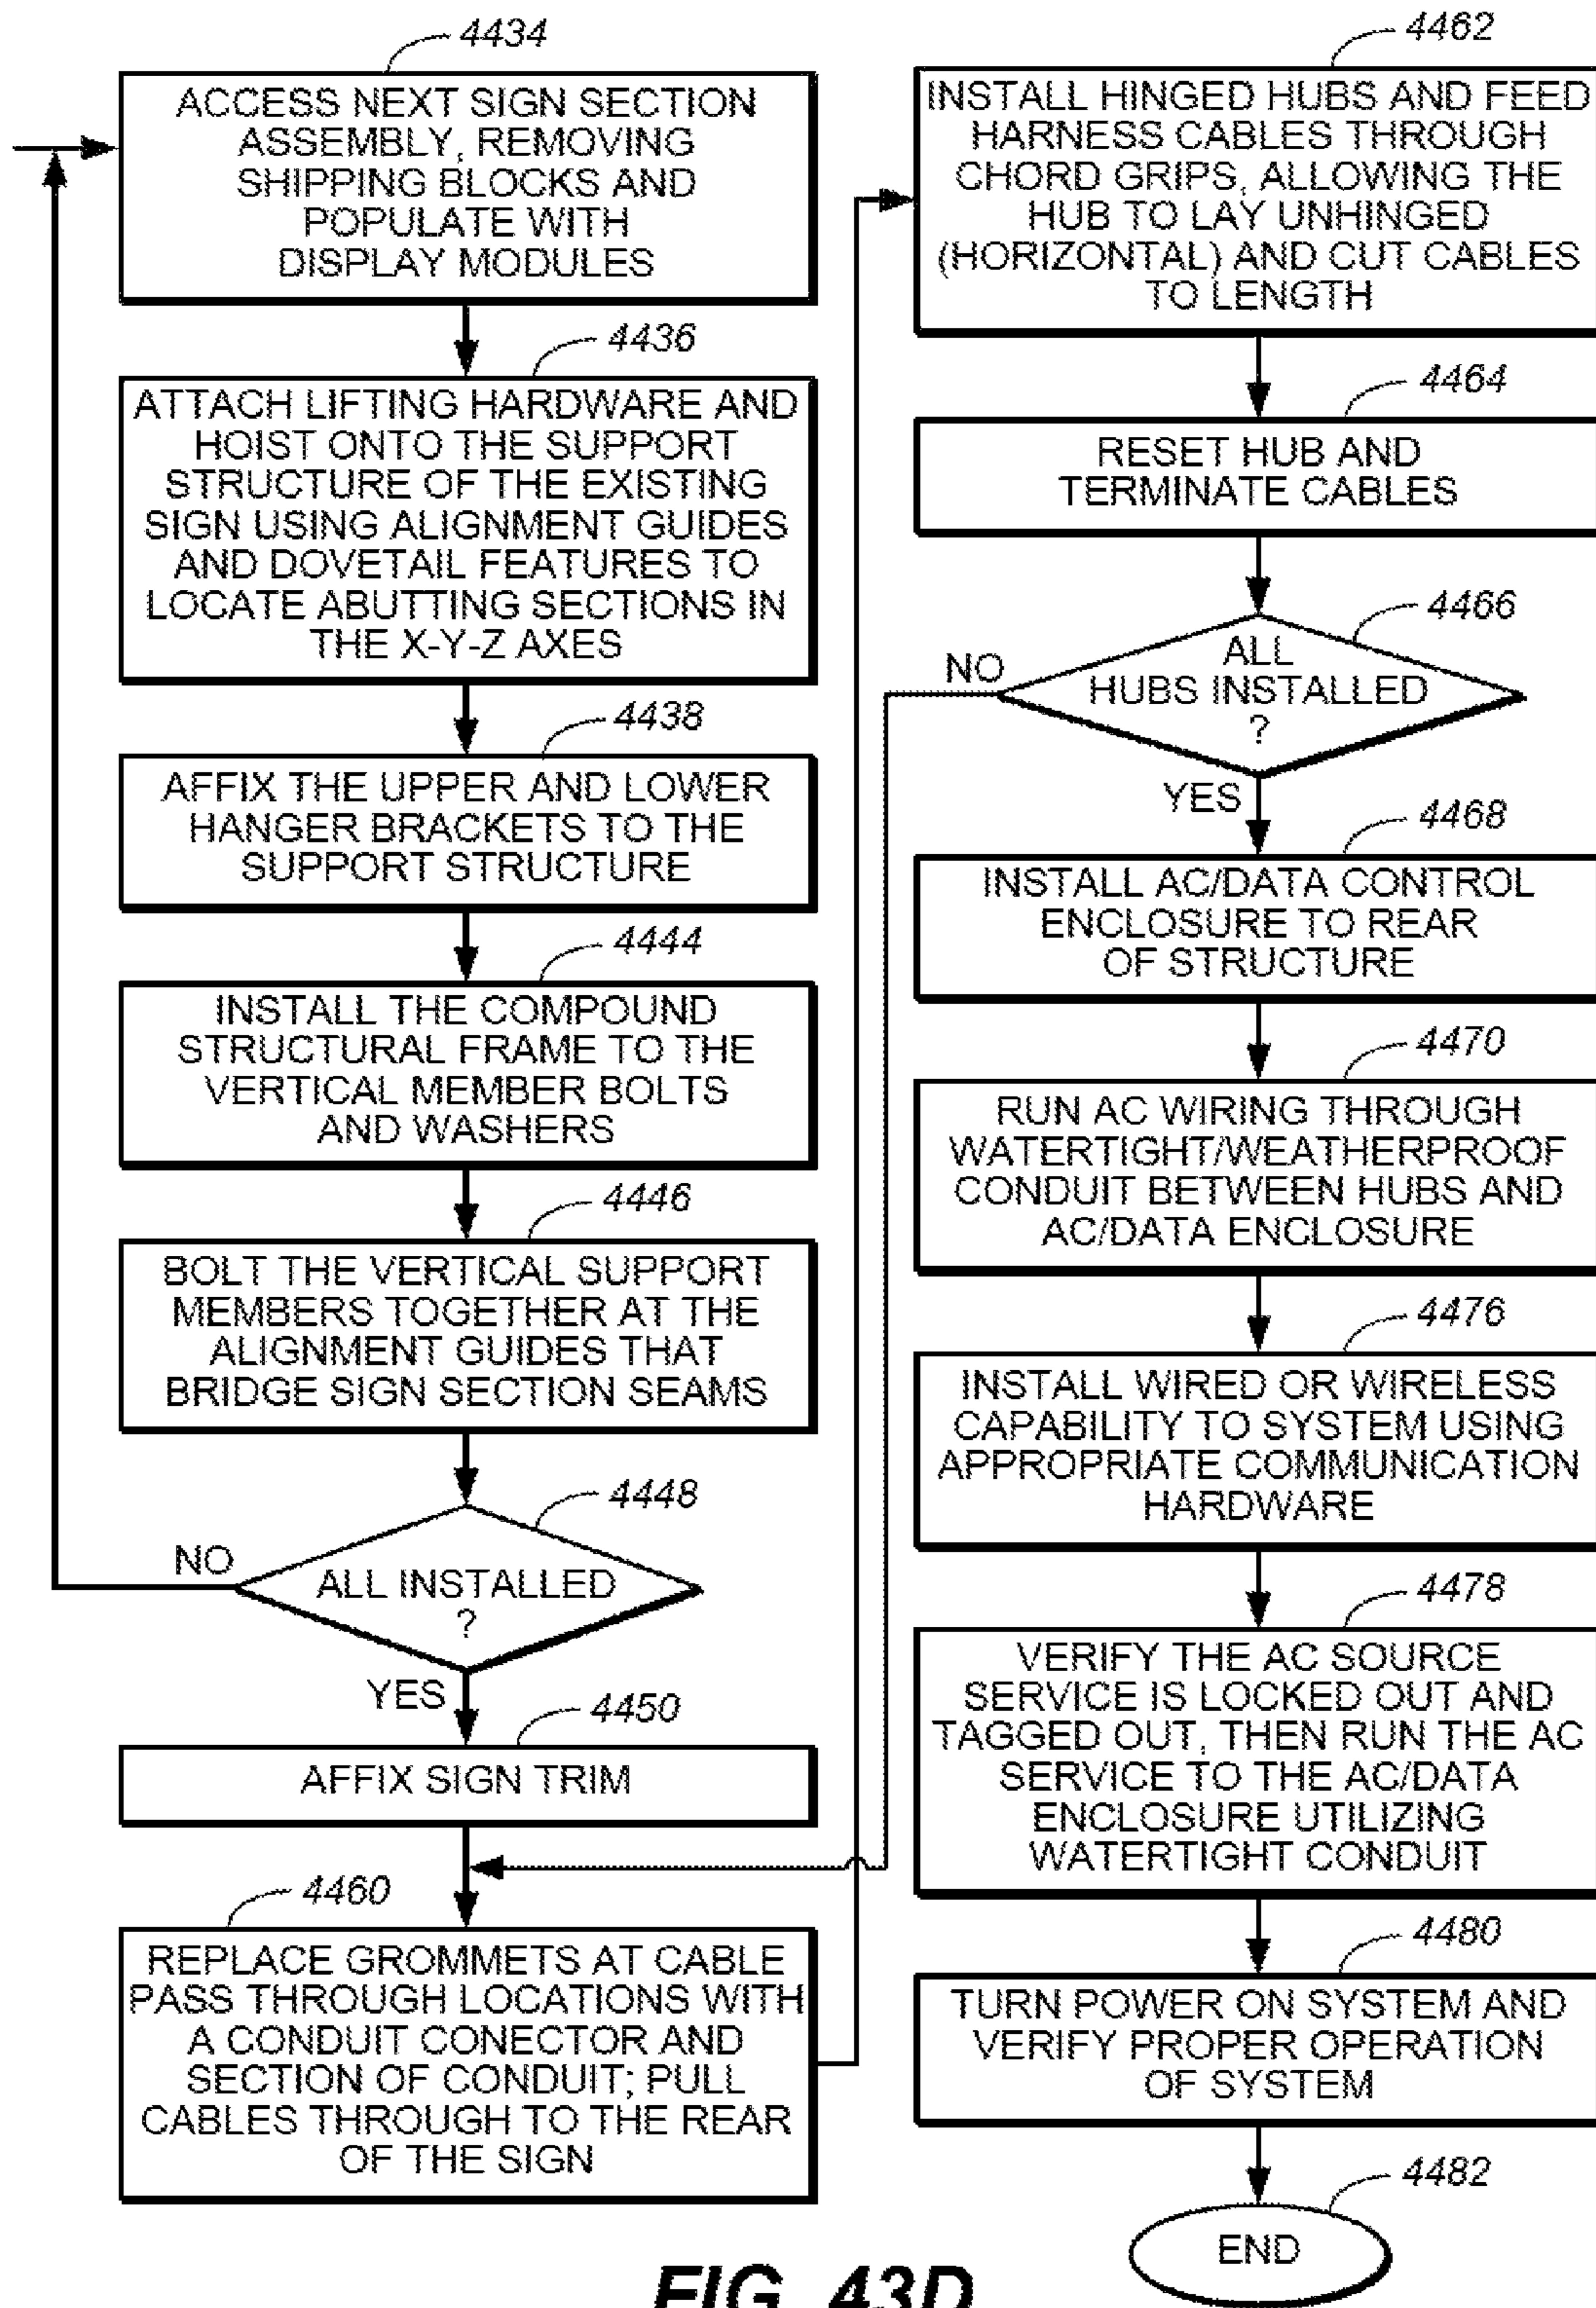 4434
ACCESS NEXT SIGN SECTION
ASSEMBLY, REMOVING
SHIPPING BLOCKS AND
POPULATE WITH
DISPLAY MODULES
4436
ATTACH LIFTING HARDWARE AND
HOIST ONTO THE SUPPORT
STRUCTURE OF THE EXISTING
SIGN USING ALIGNMENT GUIDES
AND DOVETAIL FEATURES TO
LOCATE ABUTTING SECTIONS IN
THE X-Y-Z AXES
4438
AFFIX THE UPPER AND LOWER
HANGER BRACKETS TO THE
SUPPORT STRUCTURE
4444
INSTALL THE COMPOUND
STRUCTURAL FRAME TO THE
VERTICAL MEMBER BOLTS
AND WASHERS
4446
BOLT THE VERTICAL SUPPORT
MEMBERS TOGETHER AT THE
ALIGNMENT GUIDES THAT
BRIDGE SIGN SECTION SEAMS
4448
NO
ALL INSTALLED
?
YES
4450
AFFIX SIGN TRIM
4460
REPLACE GROMMETS AT CABLE
PASS THROUGH LOCATIONS WITH
A CONDUIT CONECTOR AND
SECTION OF CONDUIT; PULL
CABLES THROUGH TO THE REAR
OF THE SIGN
4462
INSTALL HINGED HUBS AND FEED
HARNESS CABLES THROUGH
CHORD GRIPS, ALLOWING THE
HUB TO LAY UNHINGED
(HORIZONTAL) AND CUT CABLES
TO LENGTH
4464
RESET HUB AND
TERMINATE CABLES
4466
NO
ALL
HUBS INSTALLED
?
YES
4468
INSTALL AC/DATA CONTROL
ENCLOSURE TO REAR
OF STRUCTURE
4470
RUN AC WIRING THROUGH
WATERTIGHT/WEATHERPROOF
CONDUIT BETWEEN HUBS AND
AC/DATA ENCLOSURE
4476
INSTALL WIRED OR WIRELESS
CAPABILITY TO SYSTEM USING
APPROPRIATE COMMUNICATION
HARDWARE
4478
VERIFY THE AC SOURCE
SERVICE IS LOCKED OUT AND
TAGGED OUT, THEN RUN THE AC
SERVICE TO THE AC/DATA
ENCLOSURE UTILIZING
WATERTIGHT CONDUIT
4480
TURN POWER ON SYSTEM AND
VERIFY PROPER OPERATION
OF SYSTEM
4482
END
FIG. 43D